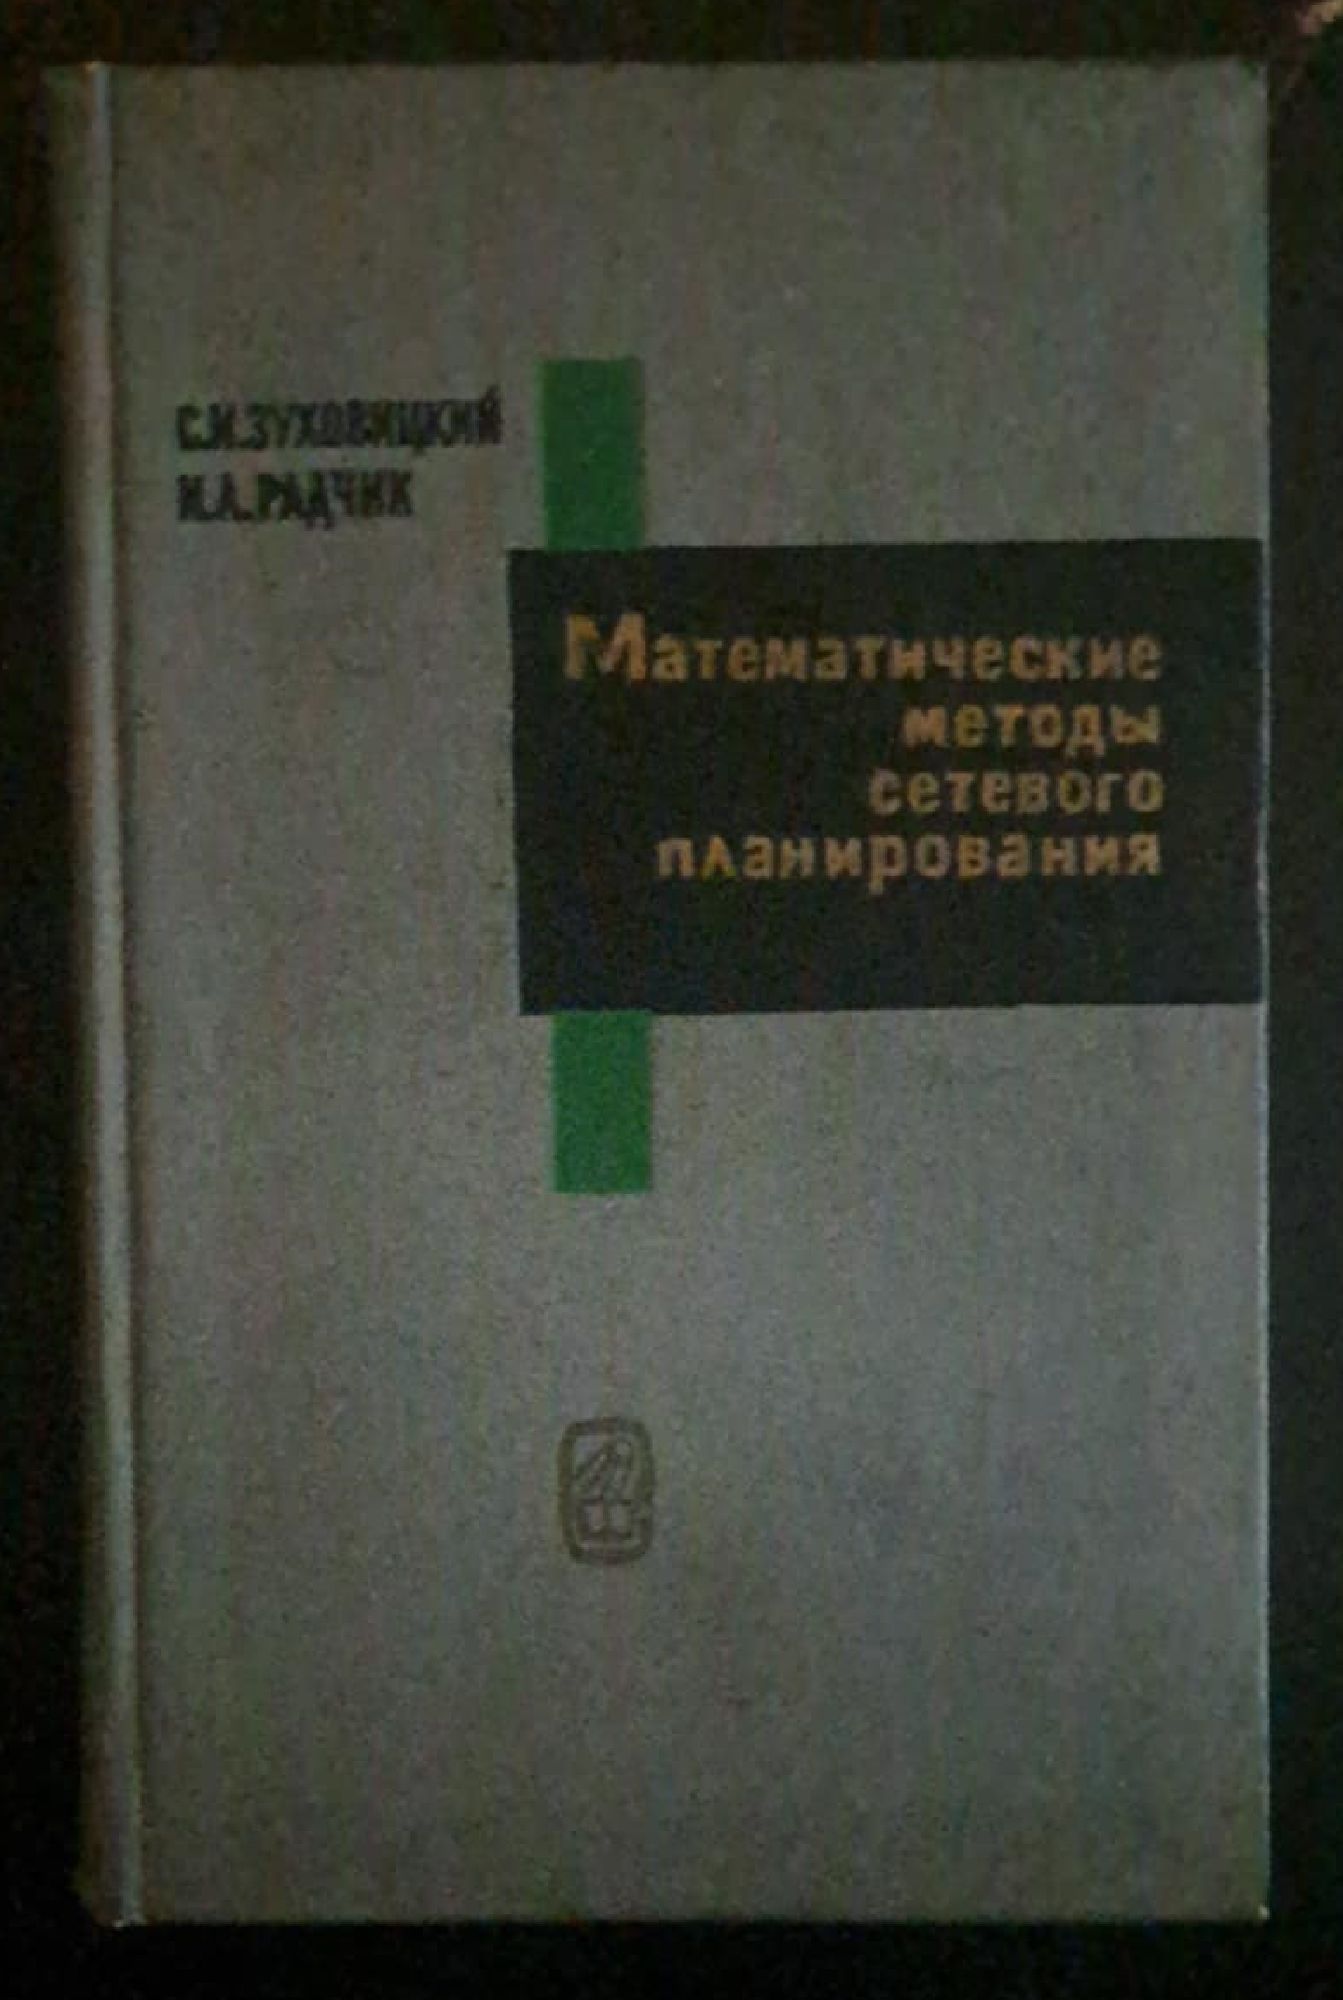 С.И.ЗУХОВИЦКИЙ
И.А.РАДЧИК
Математические
методы
сетевого
планирования